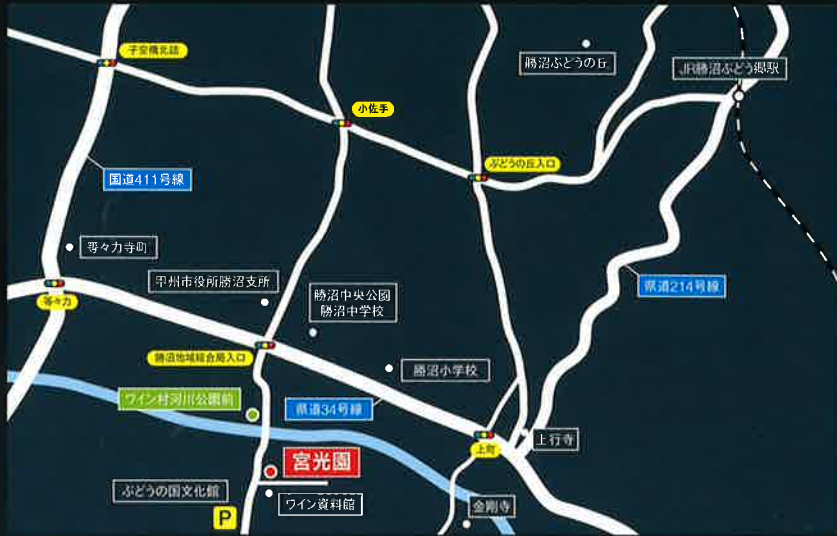 子安橋北詰
勝沼ぶどうの丘
JR勝沼ぶどう郷駅
小佐手
ぶどうの丘入口
国道411号線
等々力寺町
甲州市役所勝沼支所
勝沼中央公園
勝沼中学校
県道214号線
等々力
勝沼地域総合局入口
勝沼小学校
ワイン村河川公園前
県道34号線
上町
上行寺
宮光園
ぶどうの国文化館
ワイン資料館
金剛寺
P